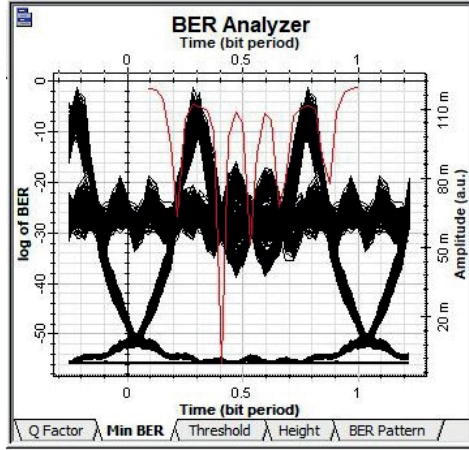 BER Analyzer
Time (bit period)
0 0.5 1
log of BER
0
-10
-20
-30
-40
-50
Amplitude (a.u.)
110 m
80 m
50 m
20 m
0 0.5 1
Time (bit period)
Q Factor Min BER Threshold Height BER Pattern